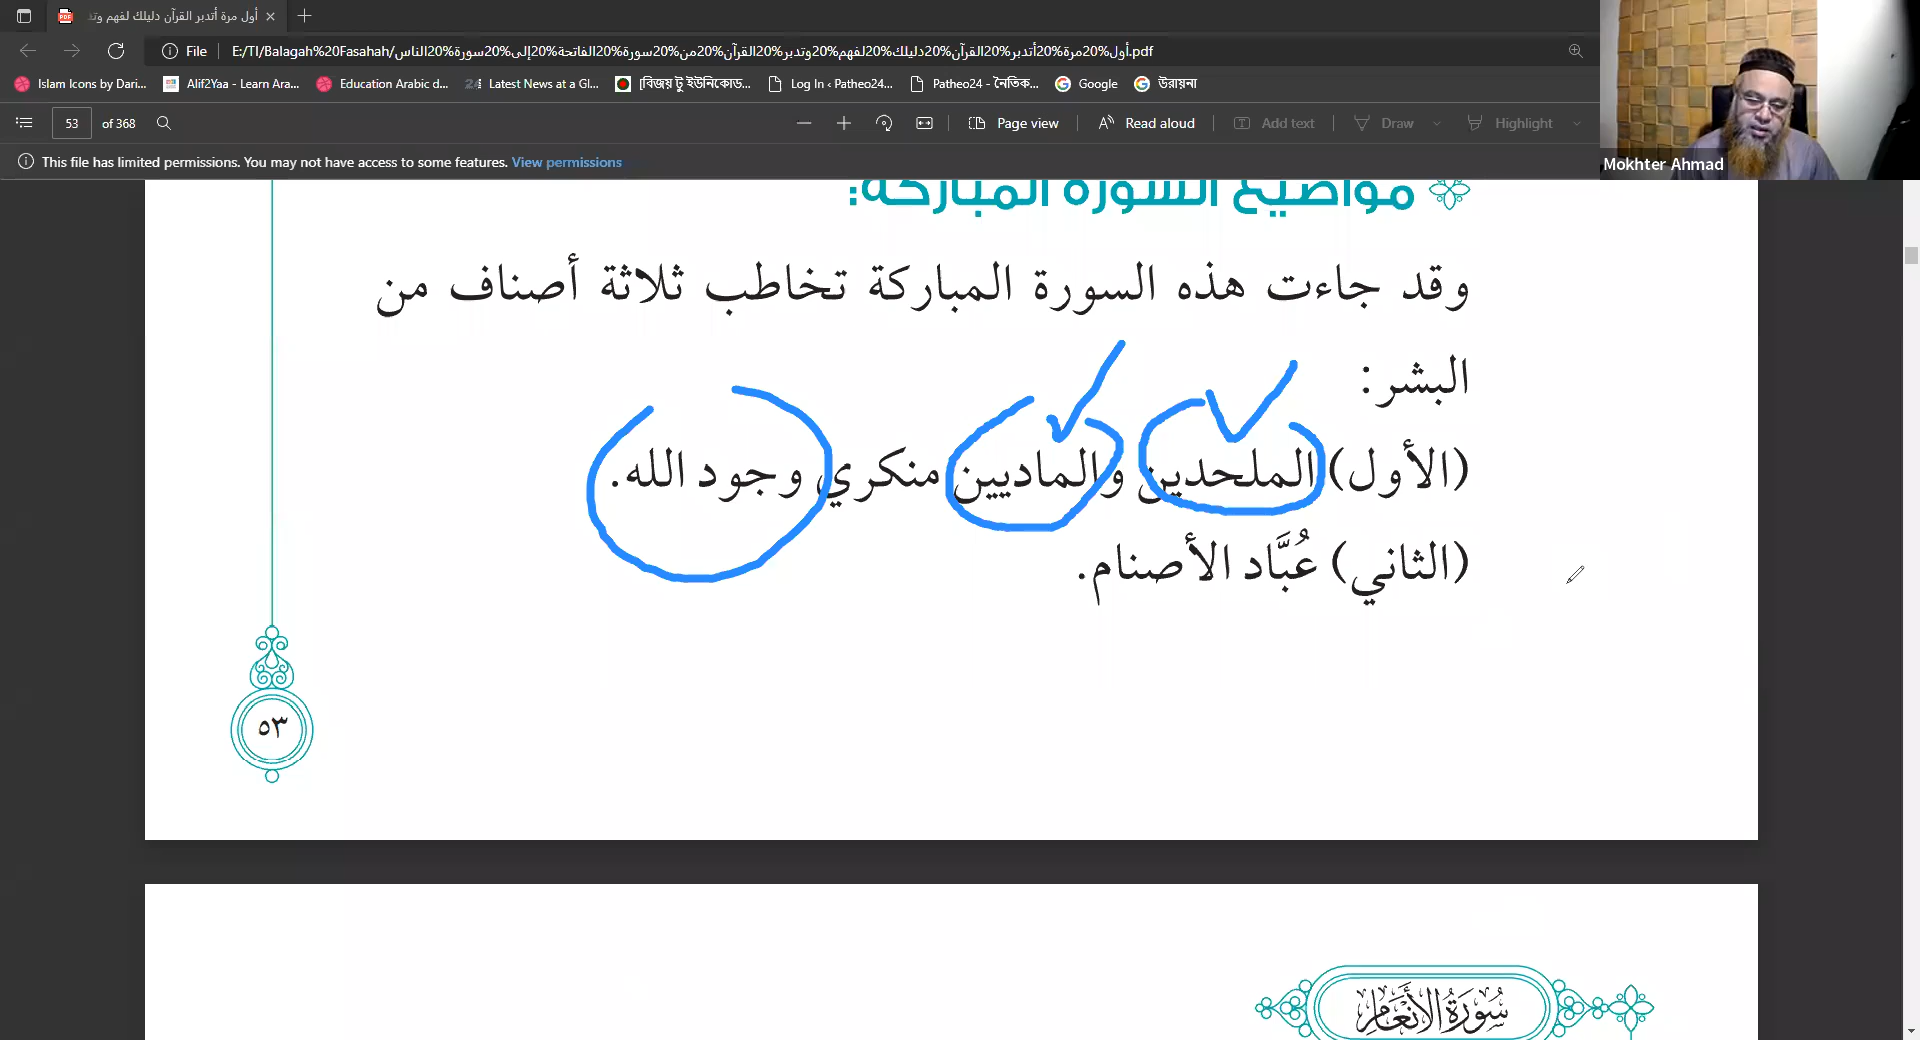 أول مرة أتدبر القرآن دليلك لفهم وتد
File
E:/TI/Balagah%20Fasahah/أول%20مرة%20أتدبر%20القرآن%20دليلك%20لفهم%20وتدبر%20القرآن%20من%20سورة%20الفاتحة%20إلى%20سورة%20الناس.pdf
Islam Icons by Dari... Alif2Yaa - Learn Ara... Education Arabic d... Latest News at a Gl... [বিজয় টু ইউনিকোড... Log In ‹ Patheo24... Patheo24 - নৈতিক... Google উরায়না
53 of 368 Page view Read aloud Add text Draw Highlight
This file has limited permissions. You may not have access to some features. View permissions
Mokhter Ahmad
مواضيع السورة المباركة:
وقد جاءت هذه السورة المباركة تخاطب ثلاثة أصناف من
البشر:
(الأول) الملحدين والماديين منكري وجود الله.
(الثاني) عُبَّاد الأصنام.
٥٣
سُورَةُ الأَنْعَامِ